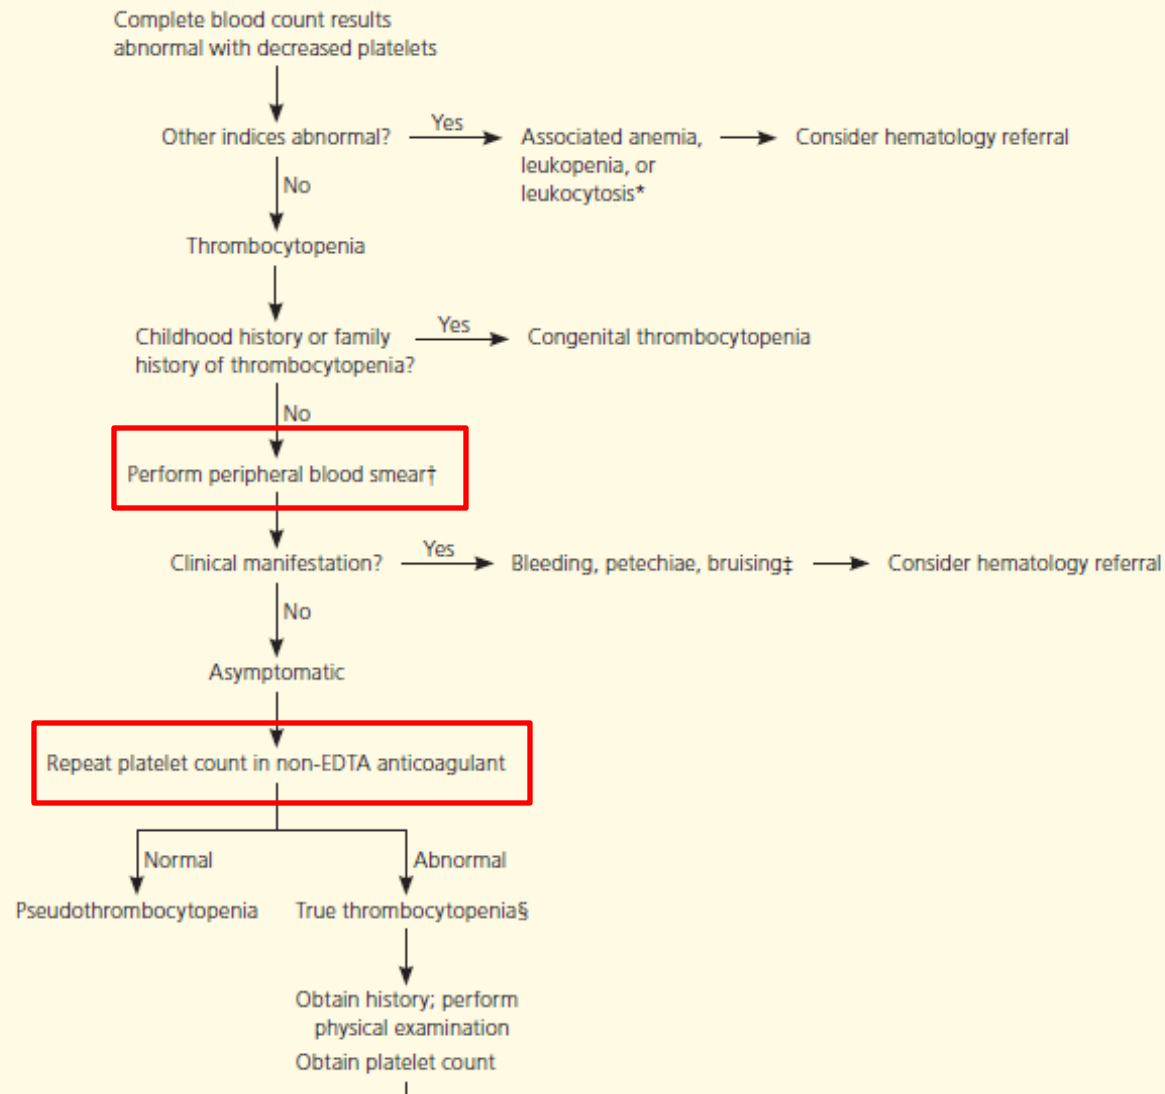 Complete blood count results
abnormal with decreased platelets
Other indices abnormal?
Yes
Associated anemia,
leukopenia, or
leukocytosis*
Consider hematology referral
No
Thrombocytopenia
Childhood history or family
history of thrombocytopenia?
Yes
Congenital thrombocytopenia
No
Perform peripheral blood smear†
Clinical manifestation?
Yes
Bleeding, petechiae, bruising‡
Consider hematology referral
No
Asymptomatic
Repeat platelet count in non-EDTA anticoagulant
Normal
Abnormal
Pseudothrombocytopenia
True thrombocytopenia§
Obtain history; perform
physical examination
Obtain platelet count